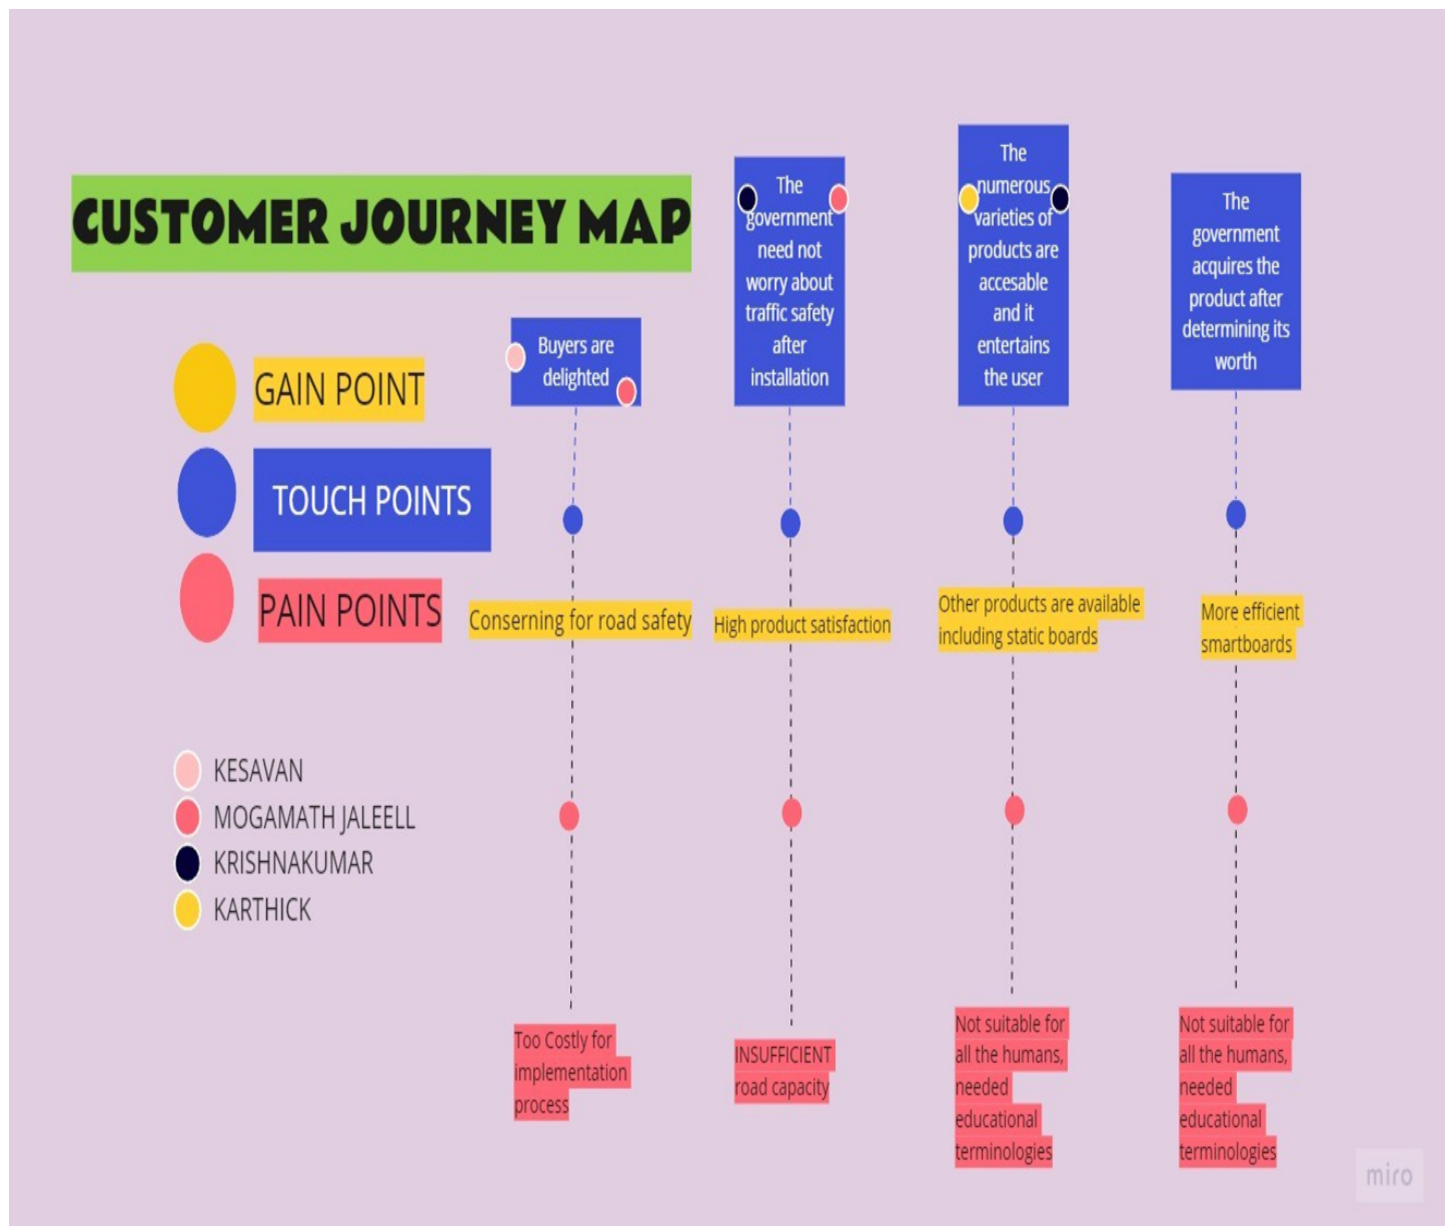 CUSTOMER JOURNEY MAP
GAIN POINT
TOUCH POINTS
PAIN POINTS
KESAVAN
MOGAMATH JALEELL
KRISHNAKUMAR
KARTHICK
Buyers are
delighted
Conserning for road safety
Too Costly for
implementation
process
The
government
need not
worry about
traffic safety
after
installation
High product satisfaction
INSUFFICIENT
road capacity
The
numerous
varieties of
products are
accesable
and it
entertains
the user
Other products are available
including static boards
Not suitable for
all the humans,
needed
educational
terminologies
The
government
acquires the
product after
determining its
worth
More efficient
smartboards
Not suitable for
all the humans,
needed
educational
terminologies
miro